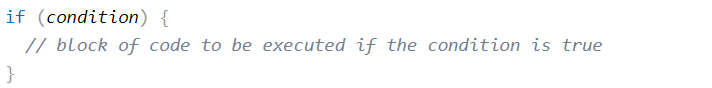 if (condition) {
  // block of code to be executed if the condition is true
}